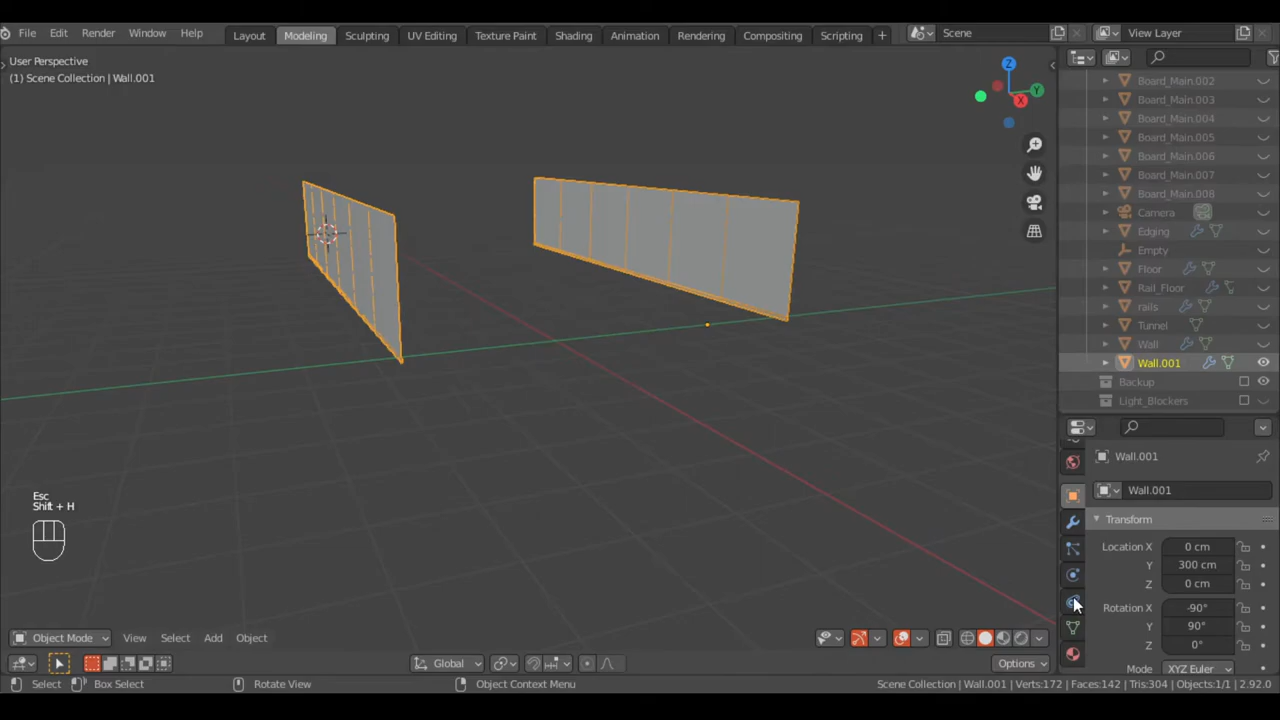 File Edit Render Window Help Layout Modeling Sculpting UV Editing Texture Paint Shading Animation Rendering Compositing Scripting + Scene View Layer
User Perspective
(1) Scene Collection | Wall.001
Z
Y
X
Board_Main.002
Board_Main.003
Board_Main.004
Board_Main.005
Board_Main.006
Board_Main.007
Board_Main.008
Camera
Edging
Empty
Floor
Rail_Floor
rails
Tunnel
Wall
Wall.001
Backup
Light_Blockers
Wall.001
Wall.001
Transform
Location X 0 cm
Y 300 cm
Z 0 cm
Rotation X -90°
Y 90°
Z 0°
Mode XYZ Euler
Esc
Shift + H
Object Mode View Select Add Object
Global Options
Select Box Select Rotate View Object Context Menu Scene Collection | Wall.001 | Verts:172 | Faces:142 | Tris:304 | Objects:1/1 | 2.92.0